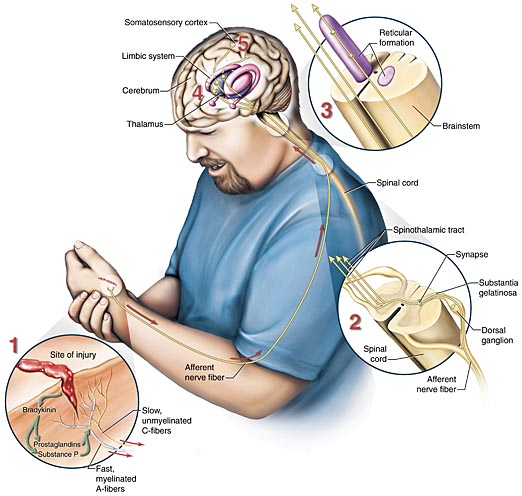 Somatosensory cortex
5
Limbic system
4
Cerebrum
Thalamus
Reticular
formation
3
Brainstem
Spinal cord
Spinothalamic tract
Synapse
Substantia
gelatinosa
2
Dorsal
ganglion
Spinal
cord
Afferent
nerve fiber
Afferent
nerve fiber
1
Site of injury
Bradykinin
Prostaglandins
Substance P
Slow,
unmyelinated
C-fibers
Fast,
myelinated
A-fibers